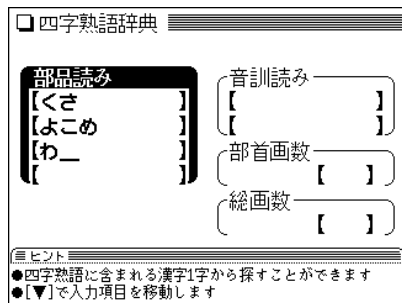 四字熟語辞典
部品読み
【くさ 】
【よこめ 】
【わ_ 】
【 】
音訓読み
【 】
【 】
部首画数
【 】
総画数
【 】
ヒント
●四字熟語に含まれる漢字1字から探すことができます
●[▼]で入力項目を移動します